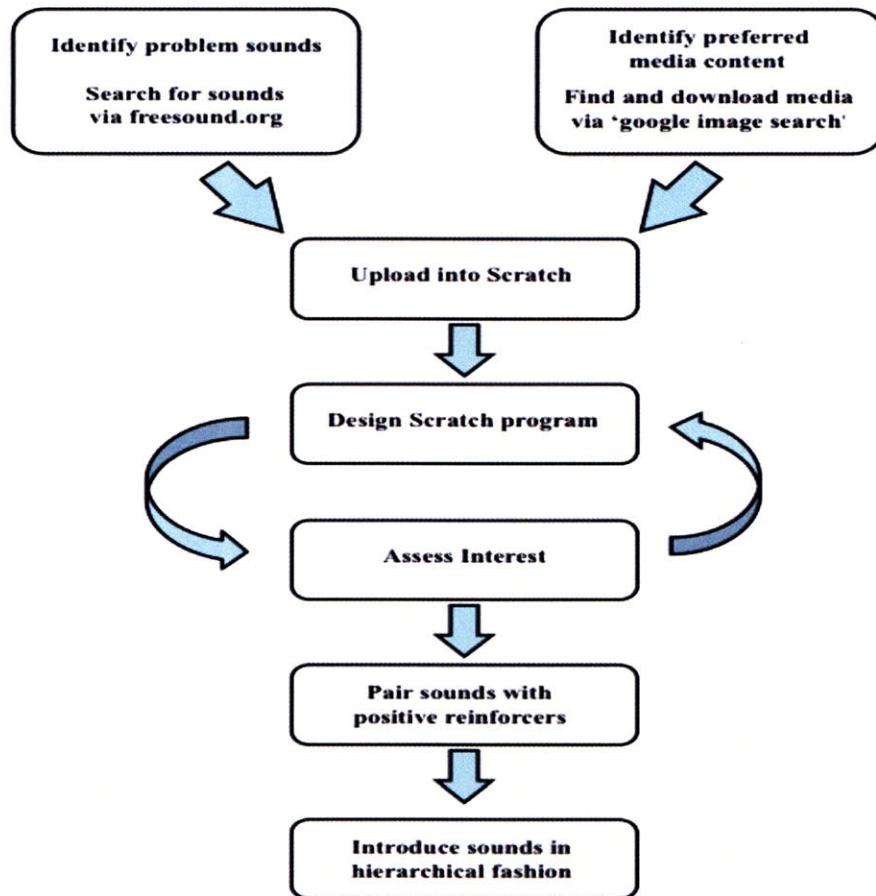 Identify problem sounds
Search for sounds
via freesound.org
Identify preferred
media content
Find and download media
via ‘google image search'
Upload into Scratch
Design Scratch program
Assess Interest
Pair sounds with
positive reinforcers
Introduce sounds in
hierarchical fashion